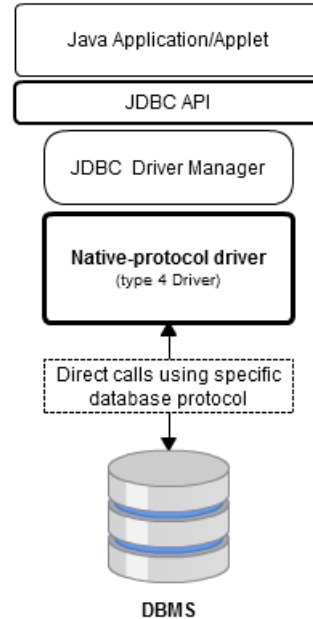 Java Application/Applet
JDBC API
JDBC Driver Manager
Native-protocol driver
(type 4 Driver)
Direct calls using specific
database protocol
DBMS